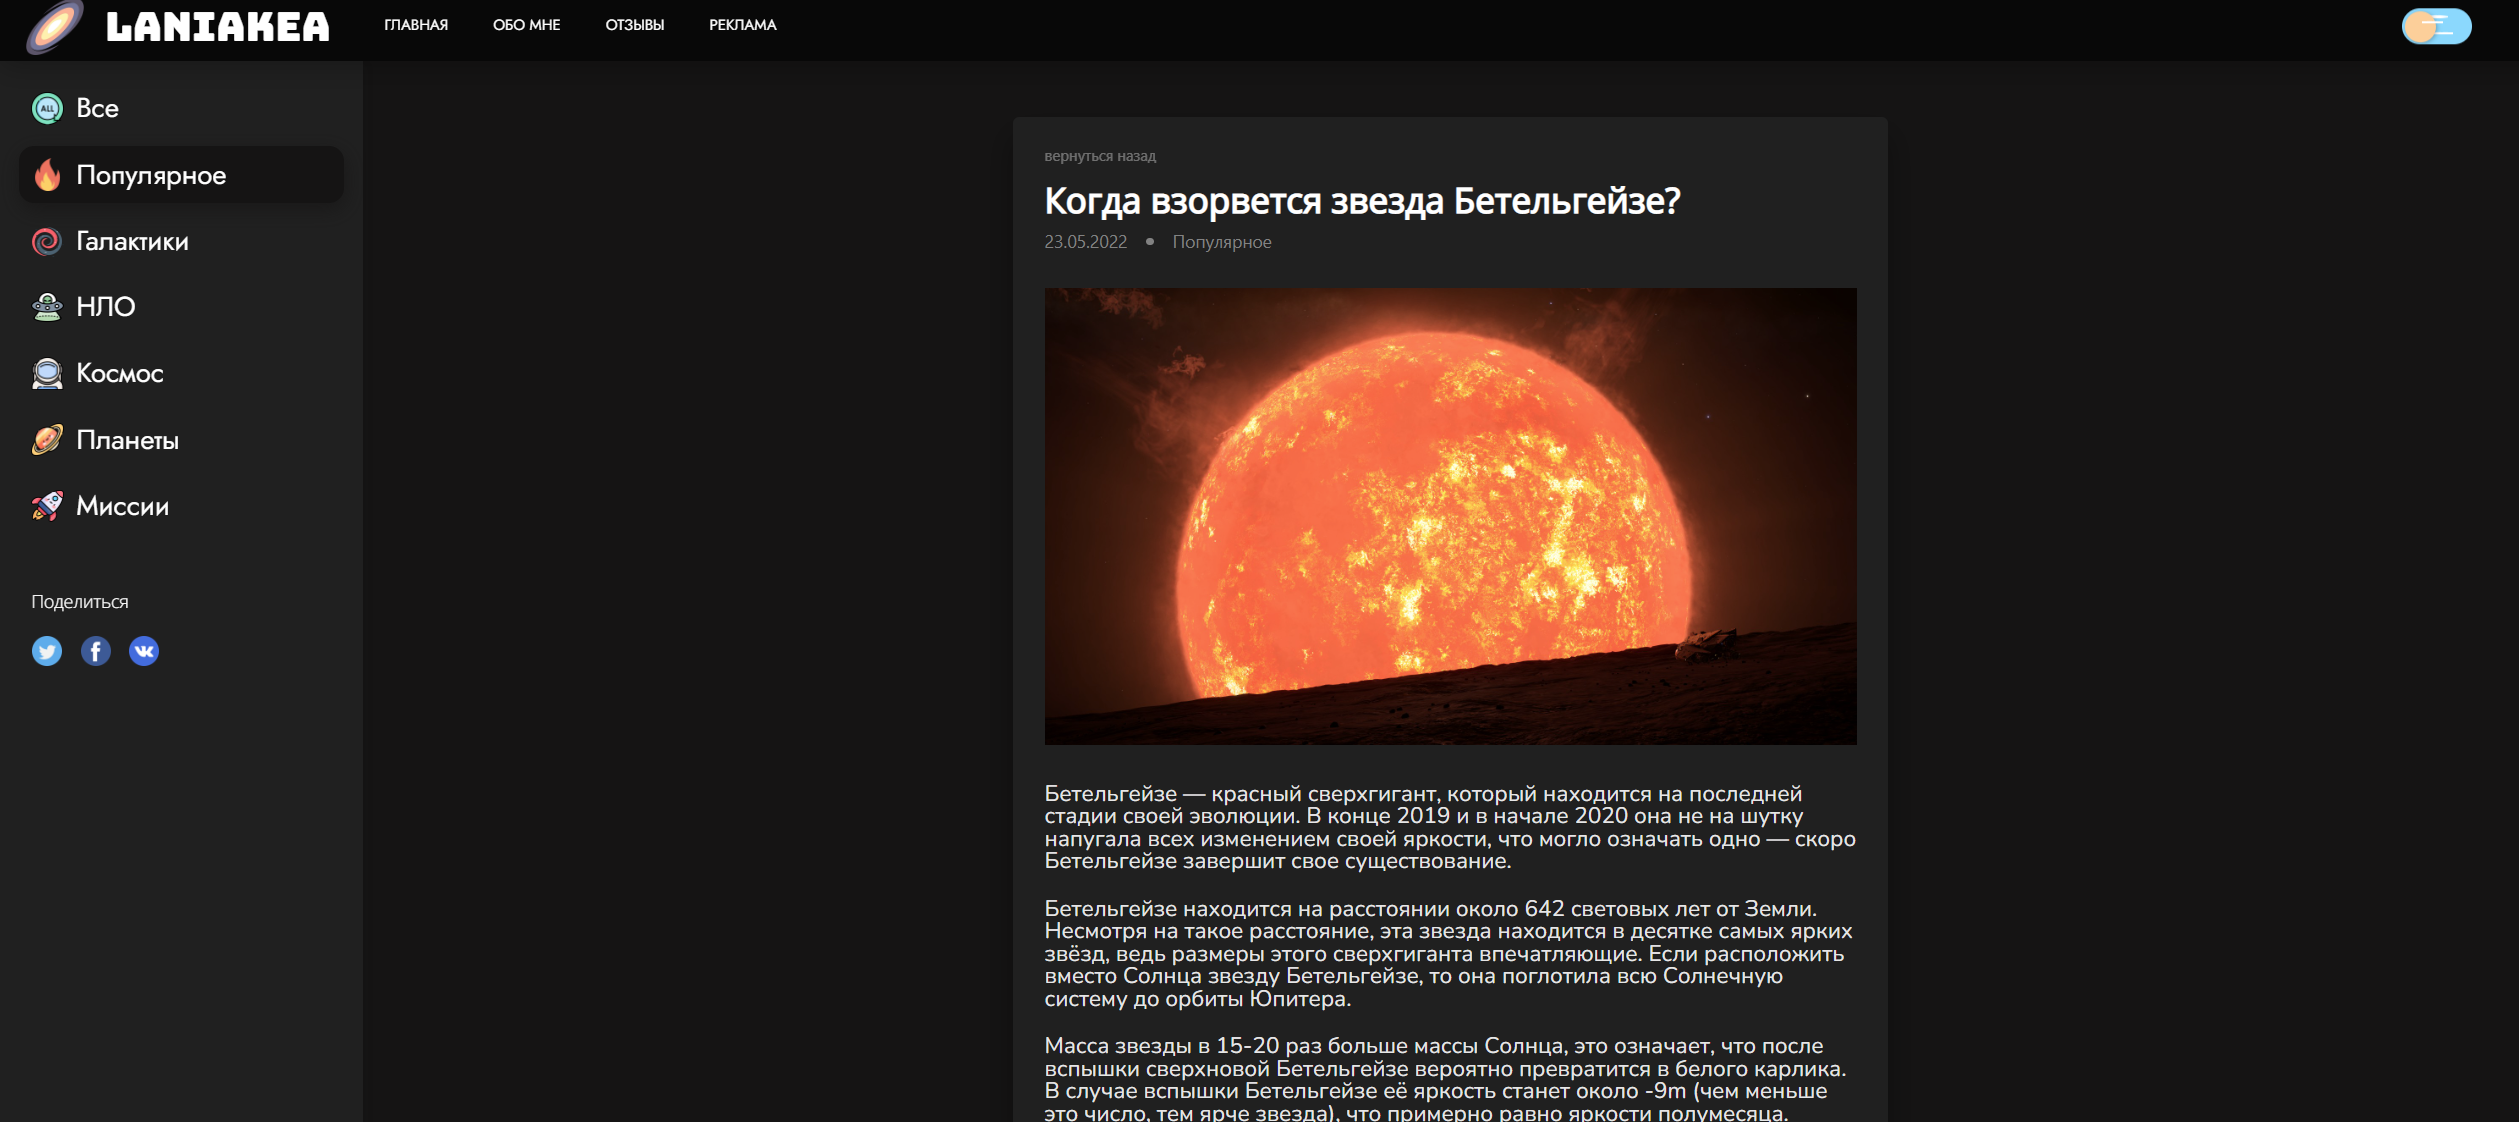 LANIAKEA
ГЛАВНАЯ
ОБО МНЕ
ОТЗЫВЫ
РЕКЛАМА
ALL
Все
Популярное
Галактики
НЛО
Космос
Планеты
Миссии
Поделиться
вернуться назад
Когда взорвется звезда Бетельгейзе?
23.05.2022 • Популярное
Бетельгейзе — красный сверхгигант, который находится на последней
стадии своей эволюции. В конце 2019 и в начале 2020 она не на шутку
напугала всех изменением своей яркости, что могло означать одно — скоро
Бетельгейзе завершит свое существование.
Бетельгейзе находится на расстоянии около 642 световых лет от Земли.
Несмотря на такое расстояние, эта звезда находится в десятке самых ярких
звёзд, ведь размеры этого сверхгиганта впечатляющие. Если расположить
вместо Солнца звезду Бетельгейзе, то она поглотила всю Солнечную
систему до орбиты Юпитера.
Масса звезды в 15-20 раз больше массы Солнца, это означает, что после
вспышки сверхновой Бетельгейзе вероятно превратится в белого карлика.
В случае вспышки Бетельгейзе её яркость станет около -9m (чем меньше
это число, тем ярче звезда), что примерно равно яркости полумесяца.